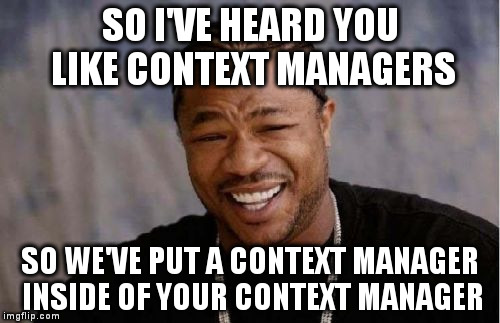 SO I'VE HEARD YOU
LIKE CONTEXT MANAGERS
SO WE'VE PUT A CONTEXT MANAGER
INSIDE OF YOUR CONTEXT MANAGER
imgflip.com